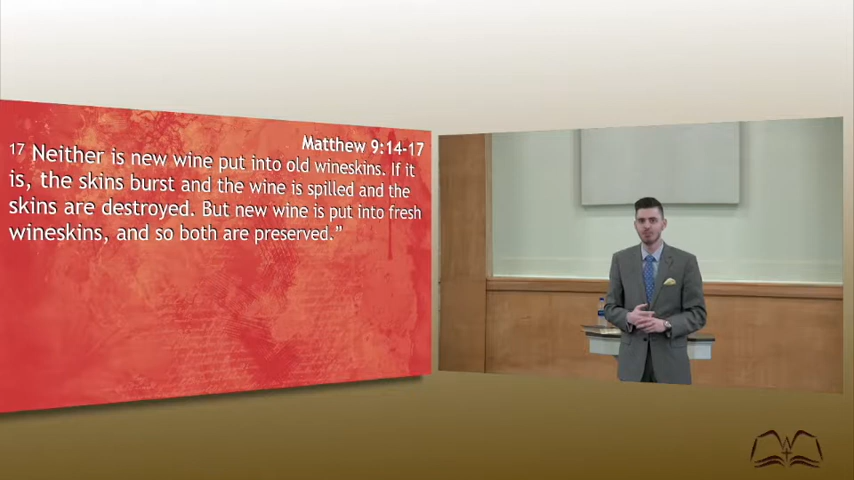 Matthew 9:14-17
17 Neither is new wine put into old wineskins. If it
is, the skins burst and the wine is spilled and the
skins are destroyed. But new wine is put into fresh
wineskins, and so both are preserved.”